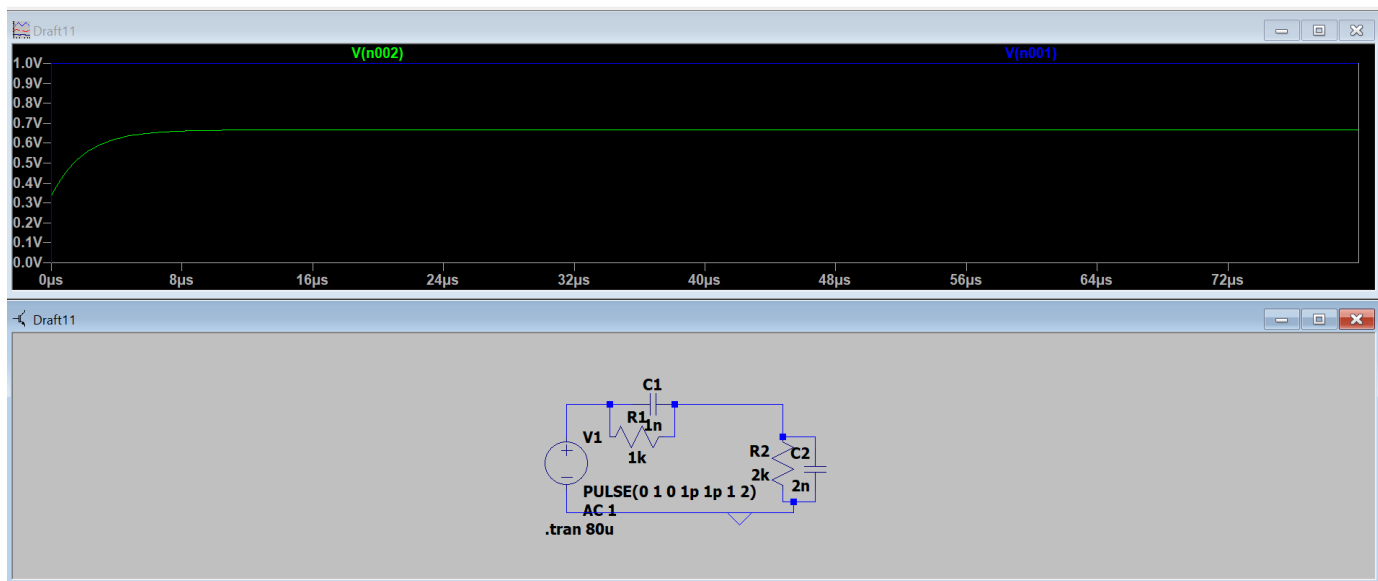 Draft11
V(n002) V(n001)
1.0V
0.9V
0.8V
0.7V
0.6V
0.5V
0.4V
0.3V
0.2V
0.1V
0.0V
0µs 8µs 16µs 24µs 32µs 40µs 48µs 56µs 64µs 72µs
Draft11
C1
R1
1n
V1
1k
R2 C2
2k
2n
PULSE(0 1 0 1p 1p 1 2)
AC 1
.tran 80u